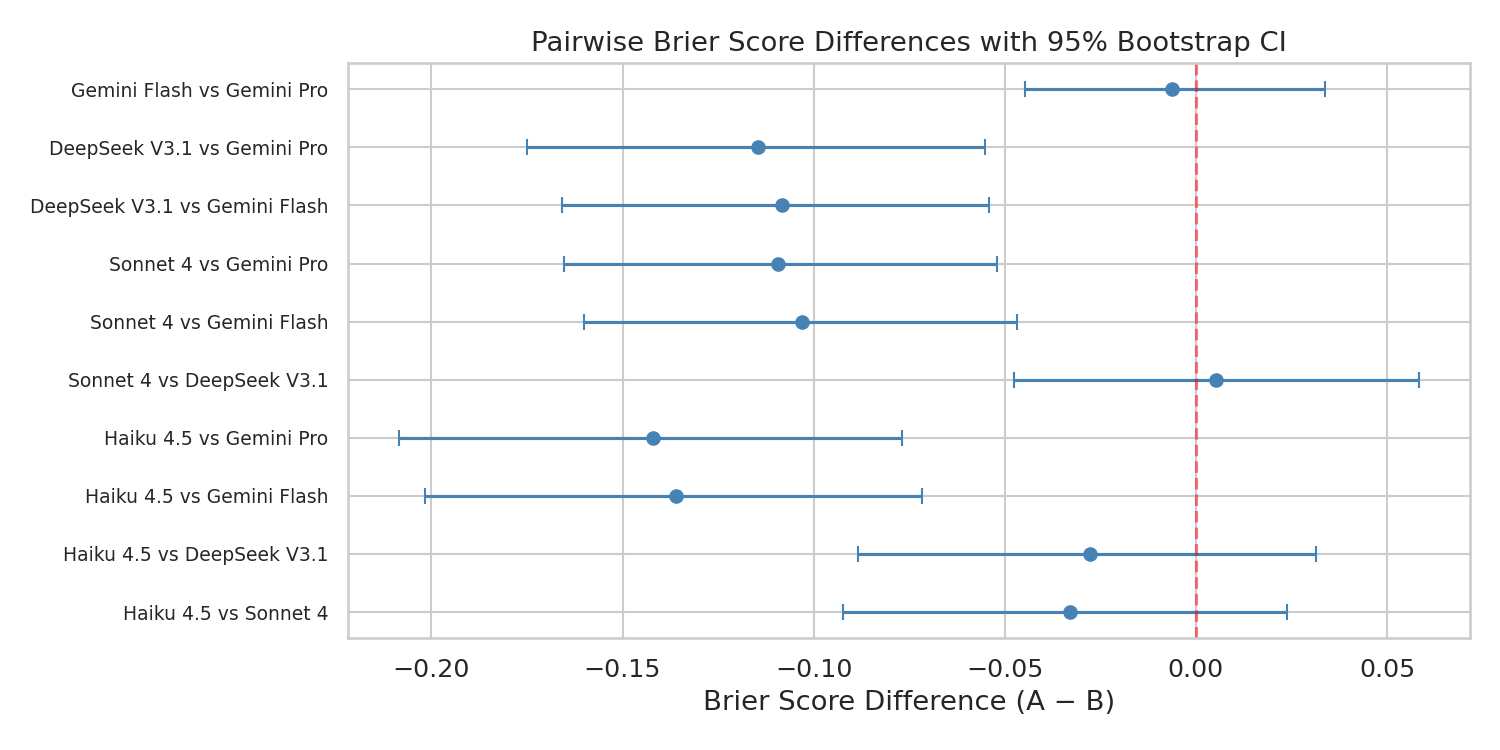 Pairwise Brier Score Differences with 95% Bootstrap CI
Gemini Flash vs Gemini Pro
DeepSeek V3.1 vs Gemini Pro
DeepSeek V3.1 vs Gemini Flash
Sonnet 4 vs Gemini Pro
Sonnet 4 vs Gemini Flash
Sonnet 4 vs DeepSeek V3.1
Haiku 4.5 vs Gemini Pro
Haiku 4.5 vs Gemini Flash
Haiku 4.5 vs DeepSeek V3.1
Haiku 4.5 vs Sonnet 4
−0.20 −0.15 −0.10 −0.05 0.00 0.05
Brier Score Difference (A − B)